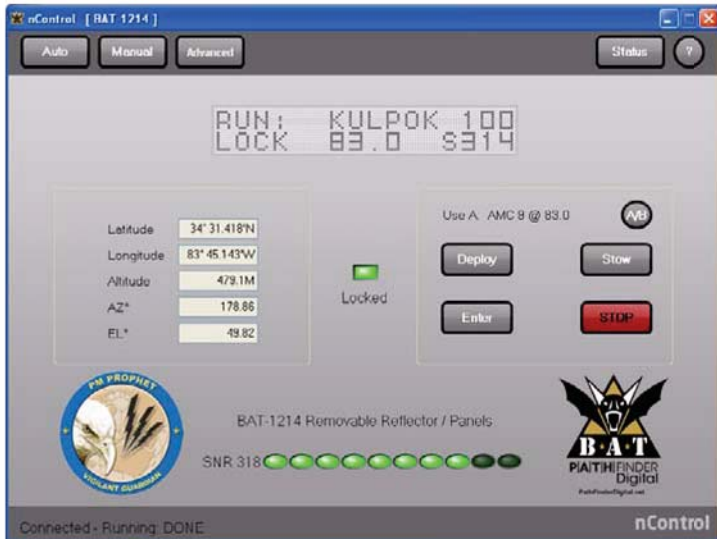 nControl [ BAT-1214 ]
Auto Manual Advanced Status ?
RUN: KULPOK 100
LOCK 83.0 S314
Latitude 34° 31.418'N
Longitude 83° 45.143'W
Altitude 479.1M
AZ° 178.86
EL° 49.82
Locked
Use A. AMC 9 @ 83.0 A/B
Deploy Stow
Enter STOP
PM PROPHET
VIGILANT GUARDIAN
BAT-1214 Removable Reflector / Panels
SNR 318
B·A·T
PATHFINDER
Digital
PathFinderDigital.net
Connected - Running: DONE
nControl